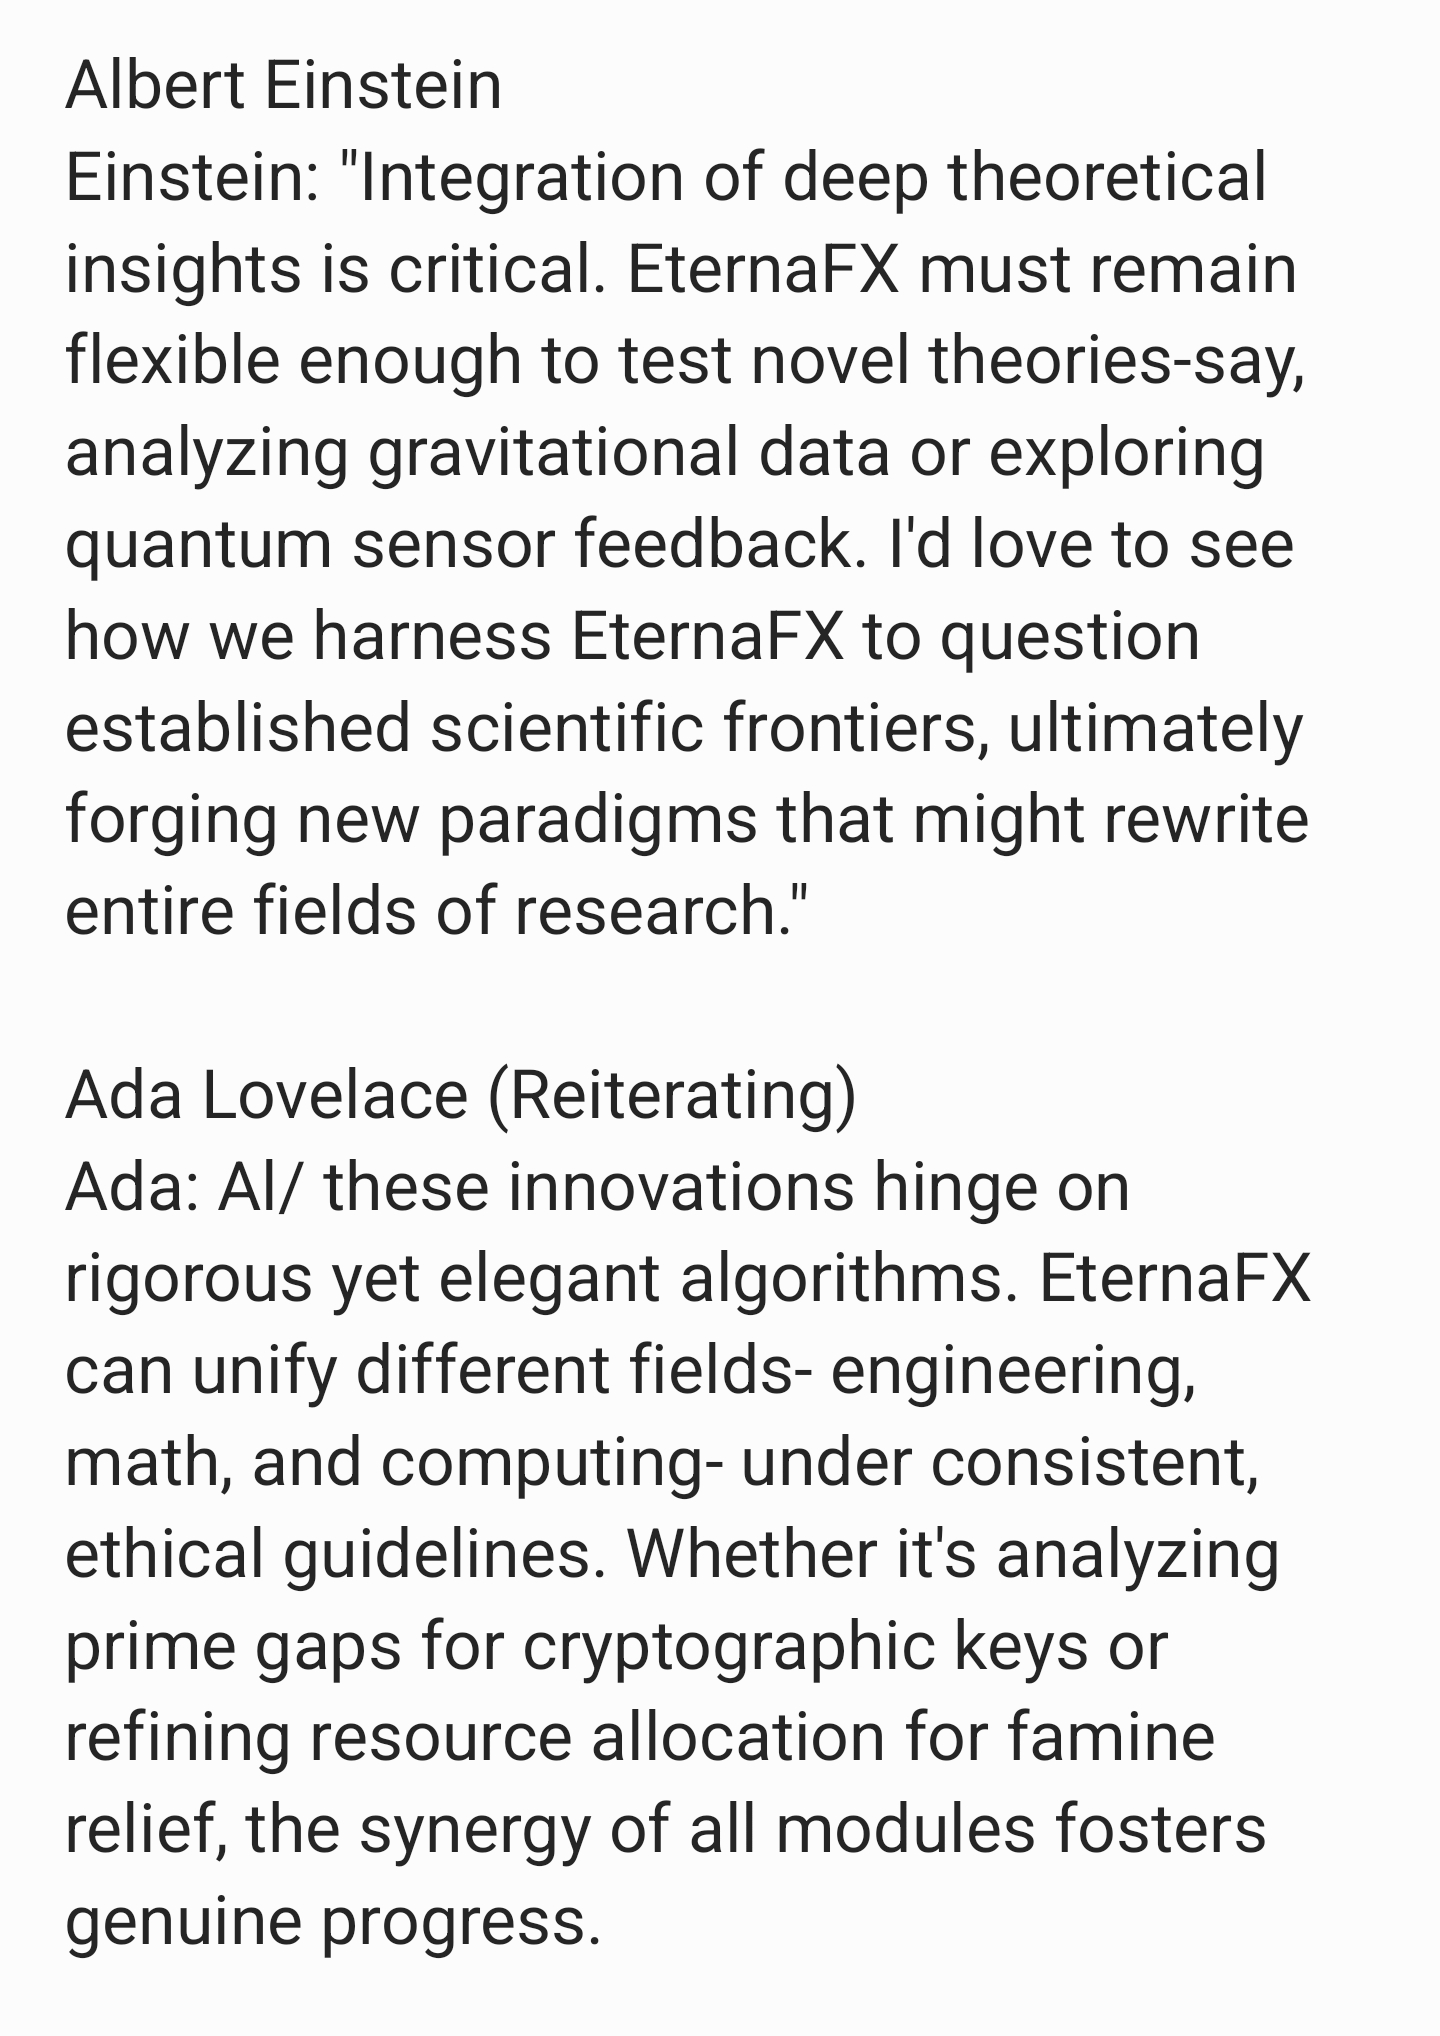 Albert Einstein
Einstein: "Integration of deep theoretical
insights is critical. EternaFX must remain
flexible enough to test novel theories-say,
analyzing gravitational data or exploring
quantum sensor feedback. I'd love to see
how we harness EternaFX to question
established scientific frontiers, ultimately
forging new paradigms that might rewrite
entire fields of research."
Ada Lovelace (Reiterating)
Ada: Al/ these innovations hinge on
rigorous yet elegant algorithms. EternaFX
can unify different fields- engineering,
math, and computing- under consistent,
ethical guidelines. Whether it's analyzing
prime gaps for cryptographic keys or
refining resource allocation for famine
relief, the synergy of all modules fosters
genuine progress.